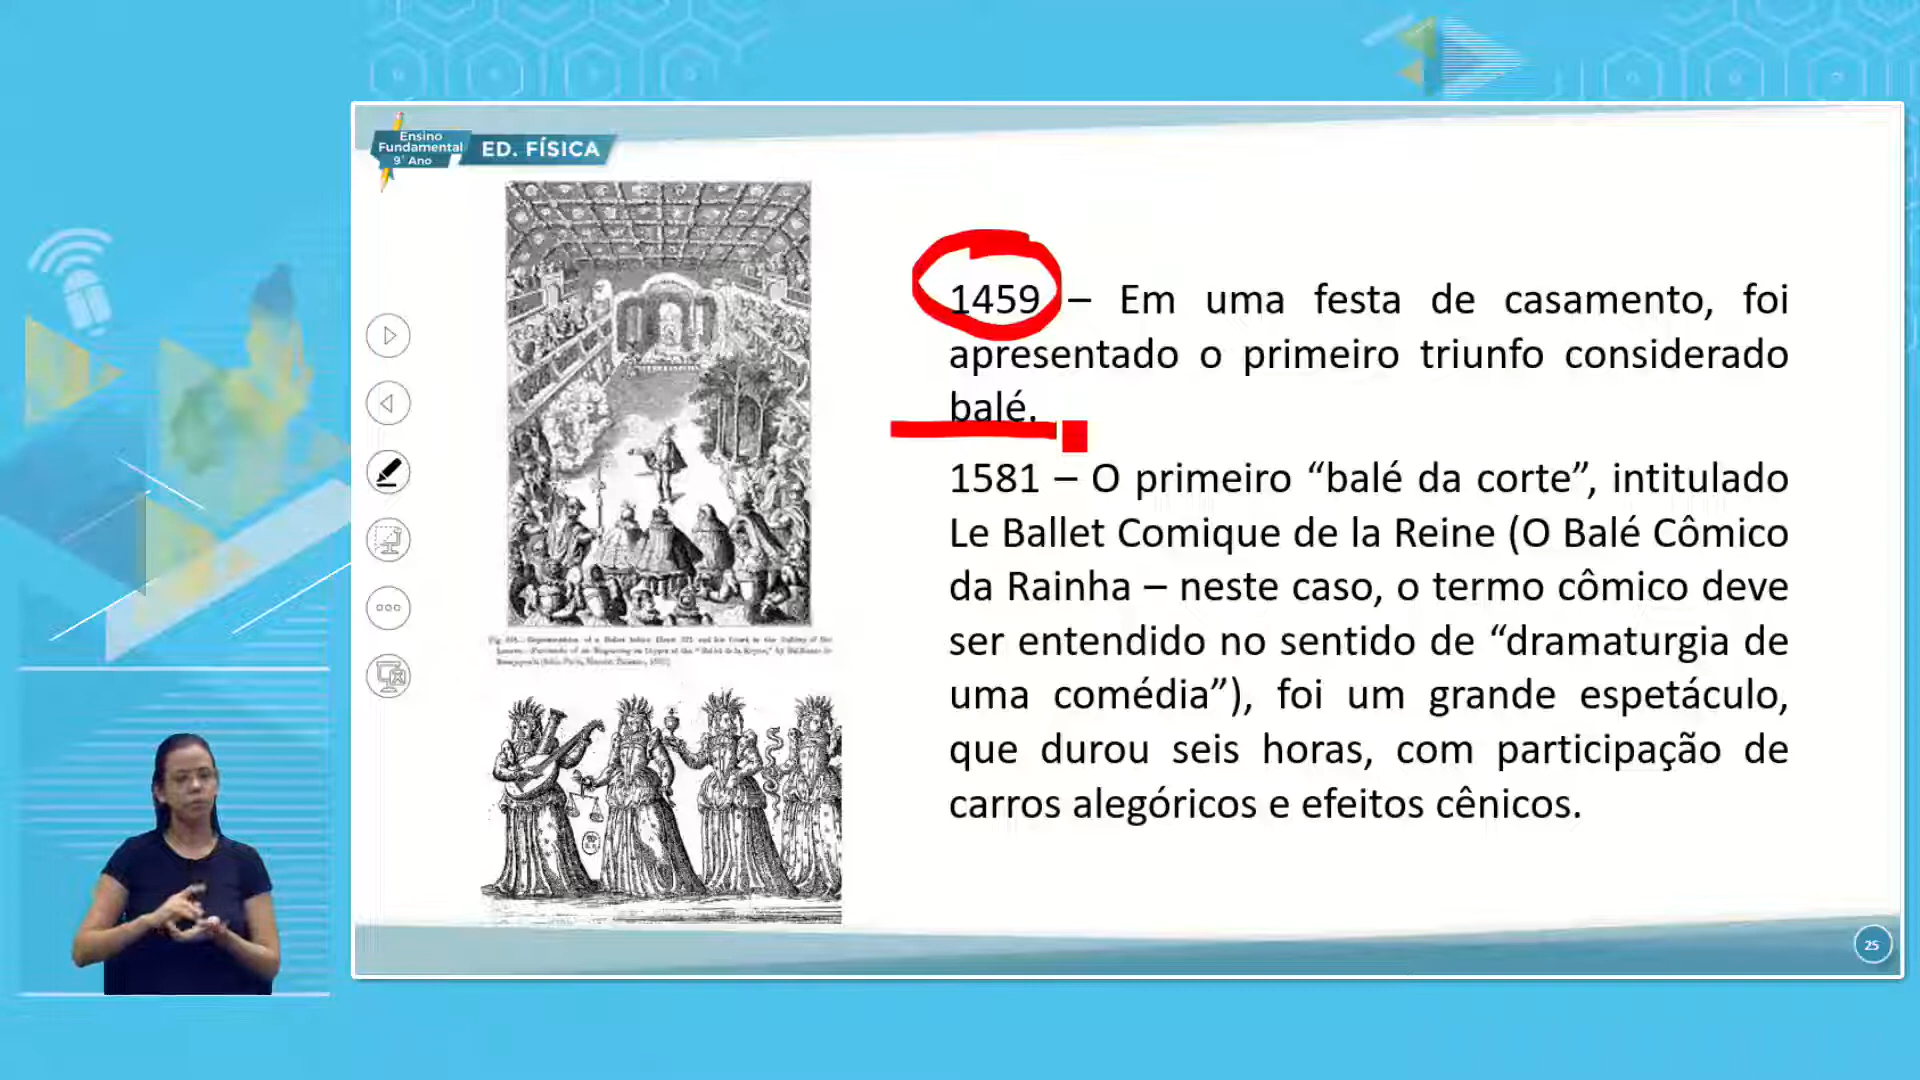 Ensino
Fundamental
9° Ano
ED. FÍSICA
1459 – Em uma festa de casamento, foi
apresentado o primeiro triunfo considerado
balé.
1581 – O primeiro “balé da corte”, intitulado
Le Ballet Comique de la Reine (O Balé Cômico
da Rainha – neste caso, o termo cômico deve
ser entendido no sentido de “dramaturgia de
uma comédia”), foi um grande espetáculo,
que durou seis horas, com participação de
carros alegóricos e efeitos cênicos.
25